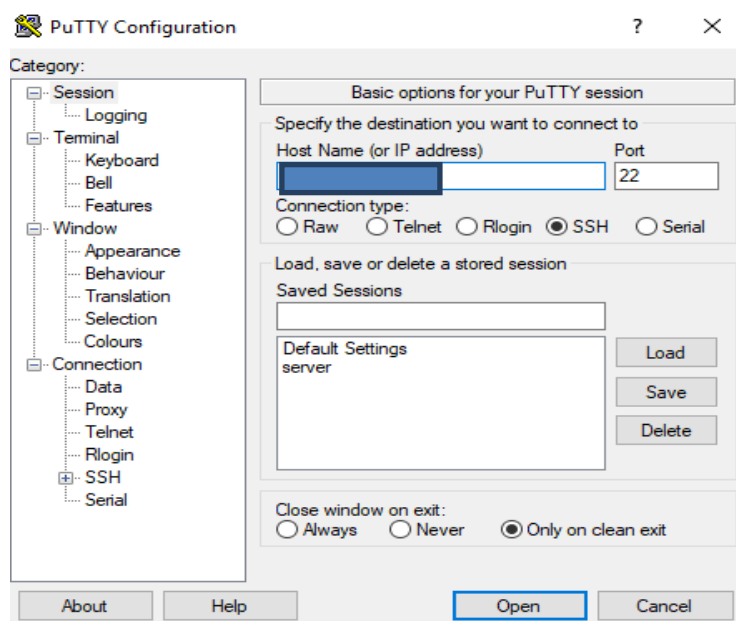 PuTTY Configuration
?
Category:
Session
Logging
Terminal
Keyboard
Bell
Features
Window
Appearance
Behaviour
Translation
Selection
Colours
Connection
Data
Proxy
Telnet
Rlogin
SSH
Serial
Basic options for your PuTTY session
Specify the destination you want to connect to
Host Name (or IP address) Port
22
Connection type:
Raw Telnet Rlogin SSH Serial
Load, save or delete a stored session
Saved Sessions
Default Settings
server
Load
Save
Delete
Close window on exit:
Always Never Only on clean exit
About Help Open Cancel